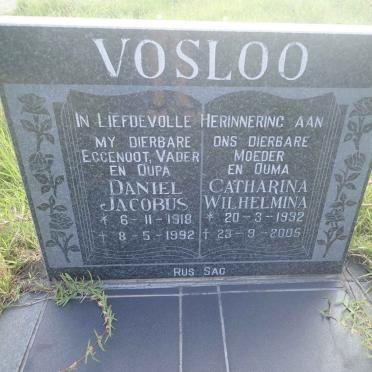 VOSLOO
IN LIEFDEVOLLE HERINNERING AAN
MY DIERBARE
EGGENOOT, VADER
EN OUPA
DANIEL
JACOBUS
* 6-11-1918
† 8-5-1992
ONS DIERBARE
MOEDER
EN OUMA
CATHARINA
WILHELMINA
* 20-3-1932
† 23-9-2005
RUS SAG